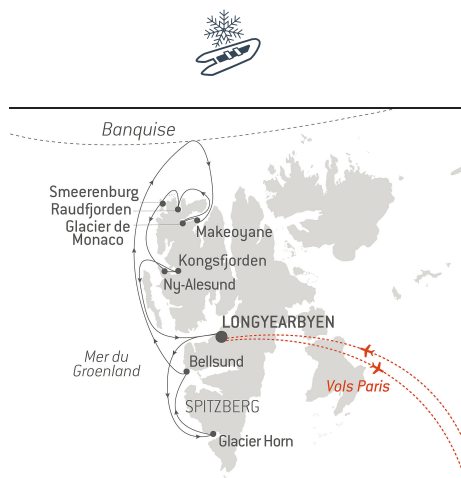 Banquise
Smeerenburg
Raudfjorden
Glacier de
Monaco
Makeoyane
Kongsfjorden
Ny-Alesund
LONGYEARBYEN
Mer du
Groenland
Bellsund
Vols Paris
SPITZBERG
Glacier Horn